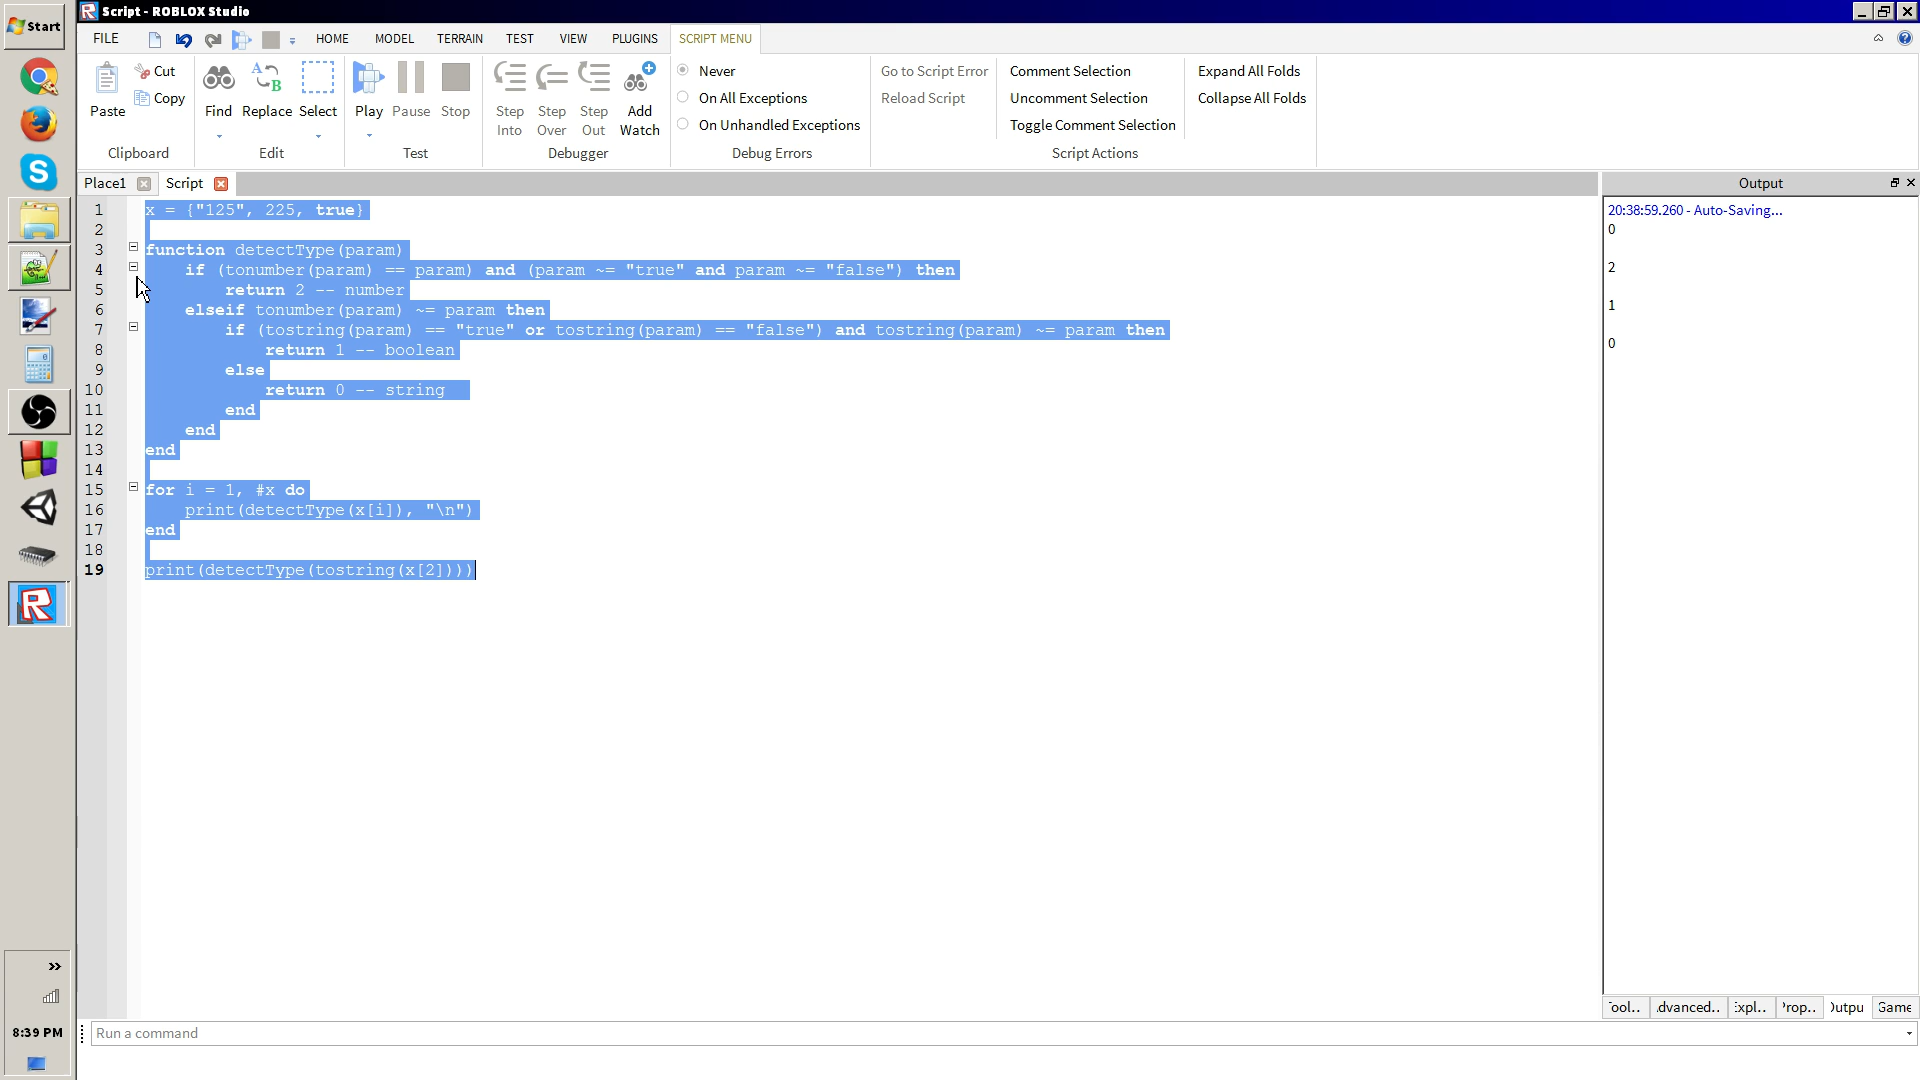 Start
Script - ROBLOX Studio
FILE
HOME
MODEL
TERRAIN
TEST
VIEW
PLUGINS
SCRIPT MENU
Paste
Cut
Copy
Clipboard
Find
Replace
Select
Edit
Play
Pause
Stop
Test
Step Into
Step Over
Step Out
Add Watch
Debugger
Never
On All Exceptions
On Unhandled Exceptions
Debug Errors
Go to Script Error
Reload Script
Comment Selection
Uncomment Selection
Toggle Comment Selection
Script Actions
Expand All Folds
Collapse All Folds
Place1
Script
1 x = {"125", 225, true}
2
3 function detectType(param)
4 if (tonumber(param) == param) and (param ~= "true" and param ~= "false") then
5 return 2 -- number
6 elseif tonumber(param) ~= param then
7 if (tostring(param) == "true" or tostring(param) == "false") and tostring(param) ~= param then
8 return 1 -- boolean
9 else
10 return 0 -- string
11 end
12 end
13 end
14
15 for i = 1, #x do
16 print(detectType(x[i]), "\n")
17 end
18
19 print(detectType(tostring(x[2])))
Output
20:38:59.260 - Auto-Saving...
0
2
1
0
ool..
dvanced..
xpl..
rop..
utpu
Game
Run a command
8:39 PM